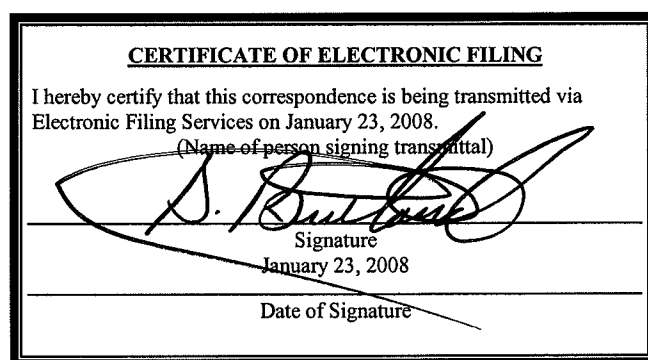 CERTIFICATE OF ELECTRONIC FILING
I hereby certify that this correspondence is being transmitted via
Electronic Filing Services on January 23, 2008.
(Name of person signing transmittal)
S.
Signature
January 23, 2008
Date of Signature